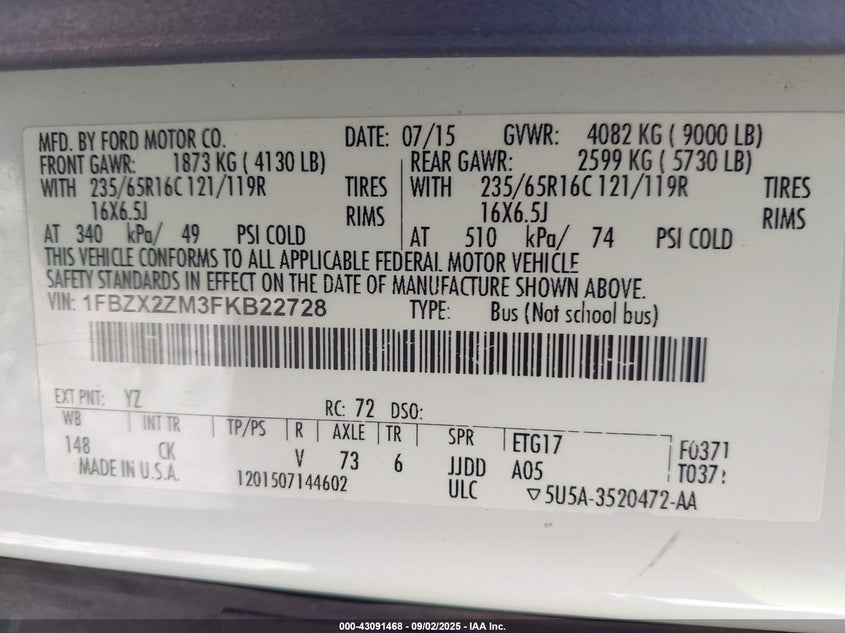 MFD. BY FORD MOTOR CO. DATE: 07/15 GVWR: 4082 KG ( 9000 LB)
FRONT GAWR: 1873 KG ( 4130 LB) REAR GAWR: 2599 KG ( 5730 LB)
WITH 235/65R16C 121/119R TIRES WITH 235/65R16C 121/119R TIRES
16X6.5J RIMS 16X6.5J RIMS
AT 340 kPa/ 49 PSI COLD AT 510 kPa/ 74 PSI COLD
THIS VEHICLE CONFORMS TO ALL APPLICABLE FEDERAL MOTOR VEHICLE
SAFETY STANDARDS IN EFFECT ON THE DATE OF MANUFACTURE SHOWN ABOVE.
VIN: 1FBZX2ZM3FKB22728 TYPE: Bus (Not school bus)
EXT PNT: YZ RC: 72 DSO:
WB INT TR TP/PS R AXLE TR SPR ETG17 F0371
148 CK V 73 6 JJDD A05
MADE IN U.S.A. 1201507144602 ULC ▽5U5A-3520472-AA
000-43091468 - 09/02/2025 - IAA Inc.